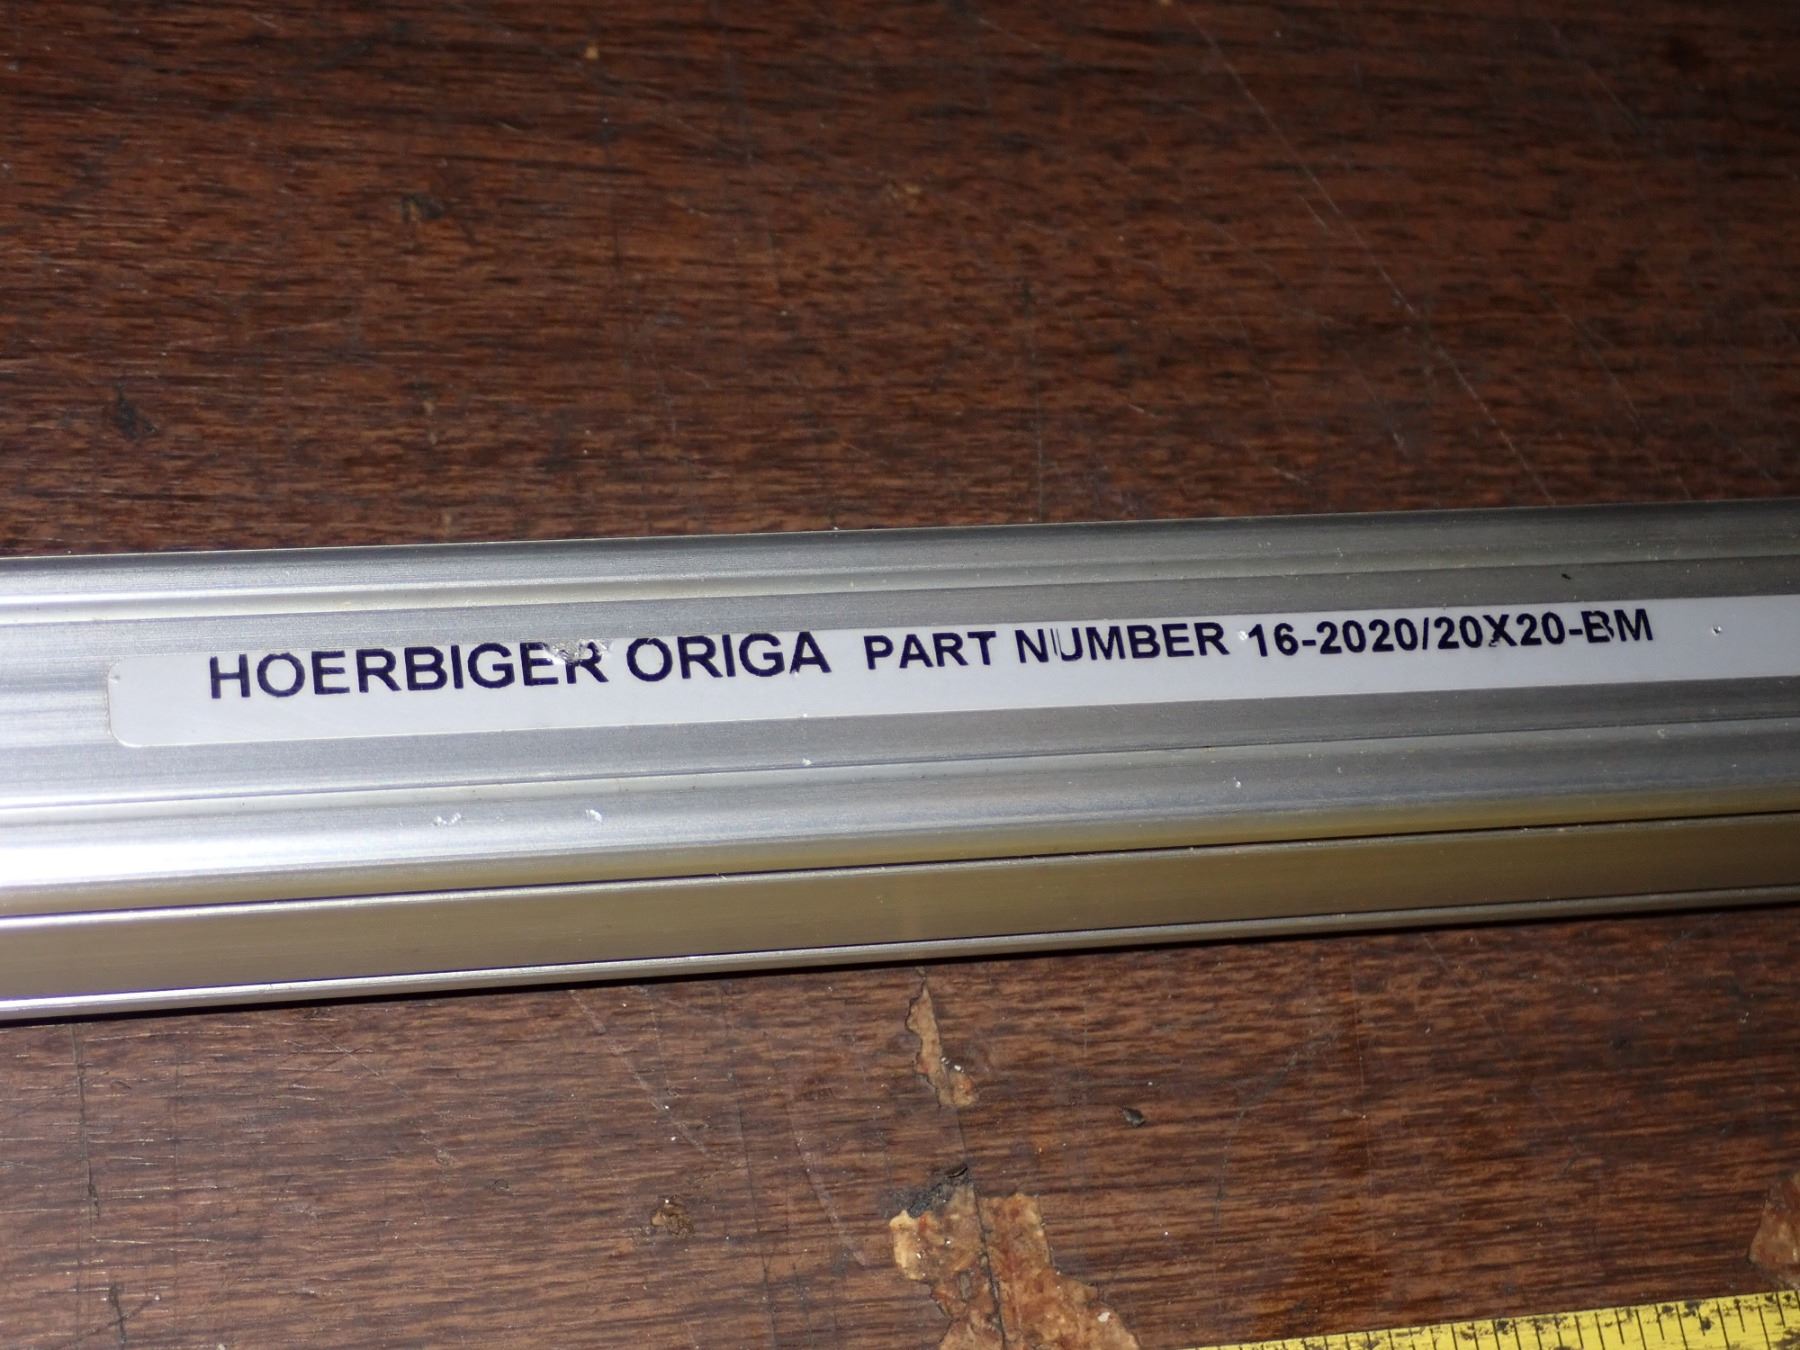 HOERBIGER ORIGA PART NUMBER 16-2020/20X20-BM